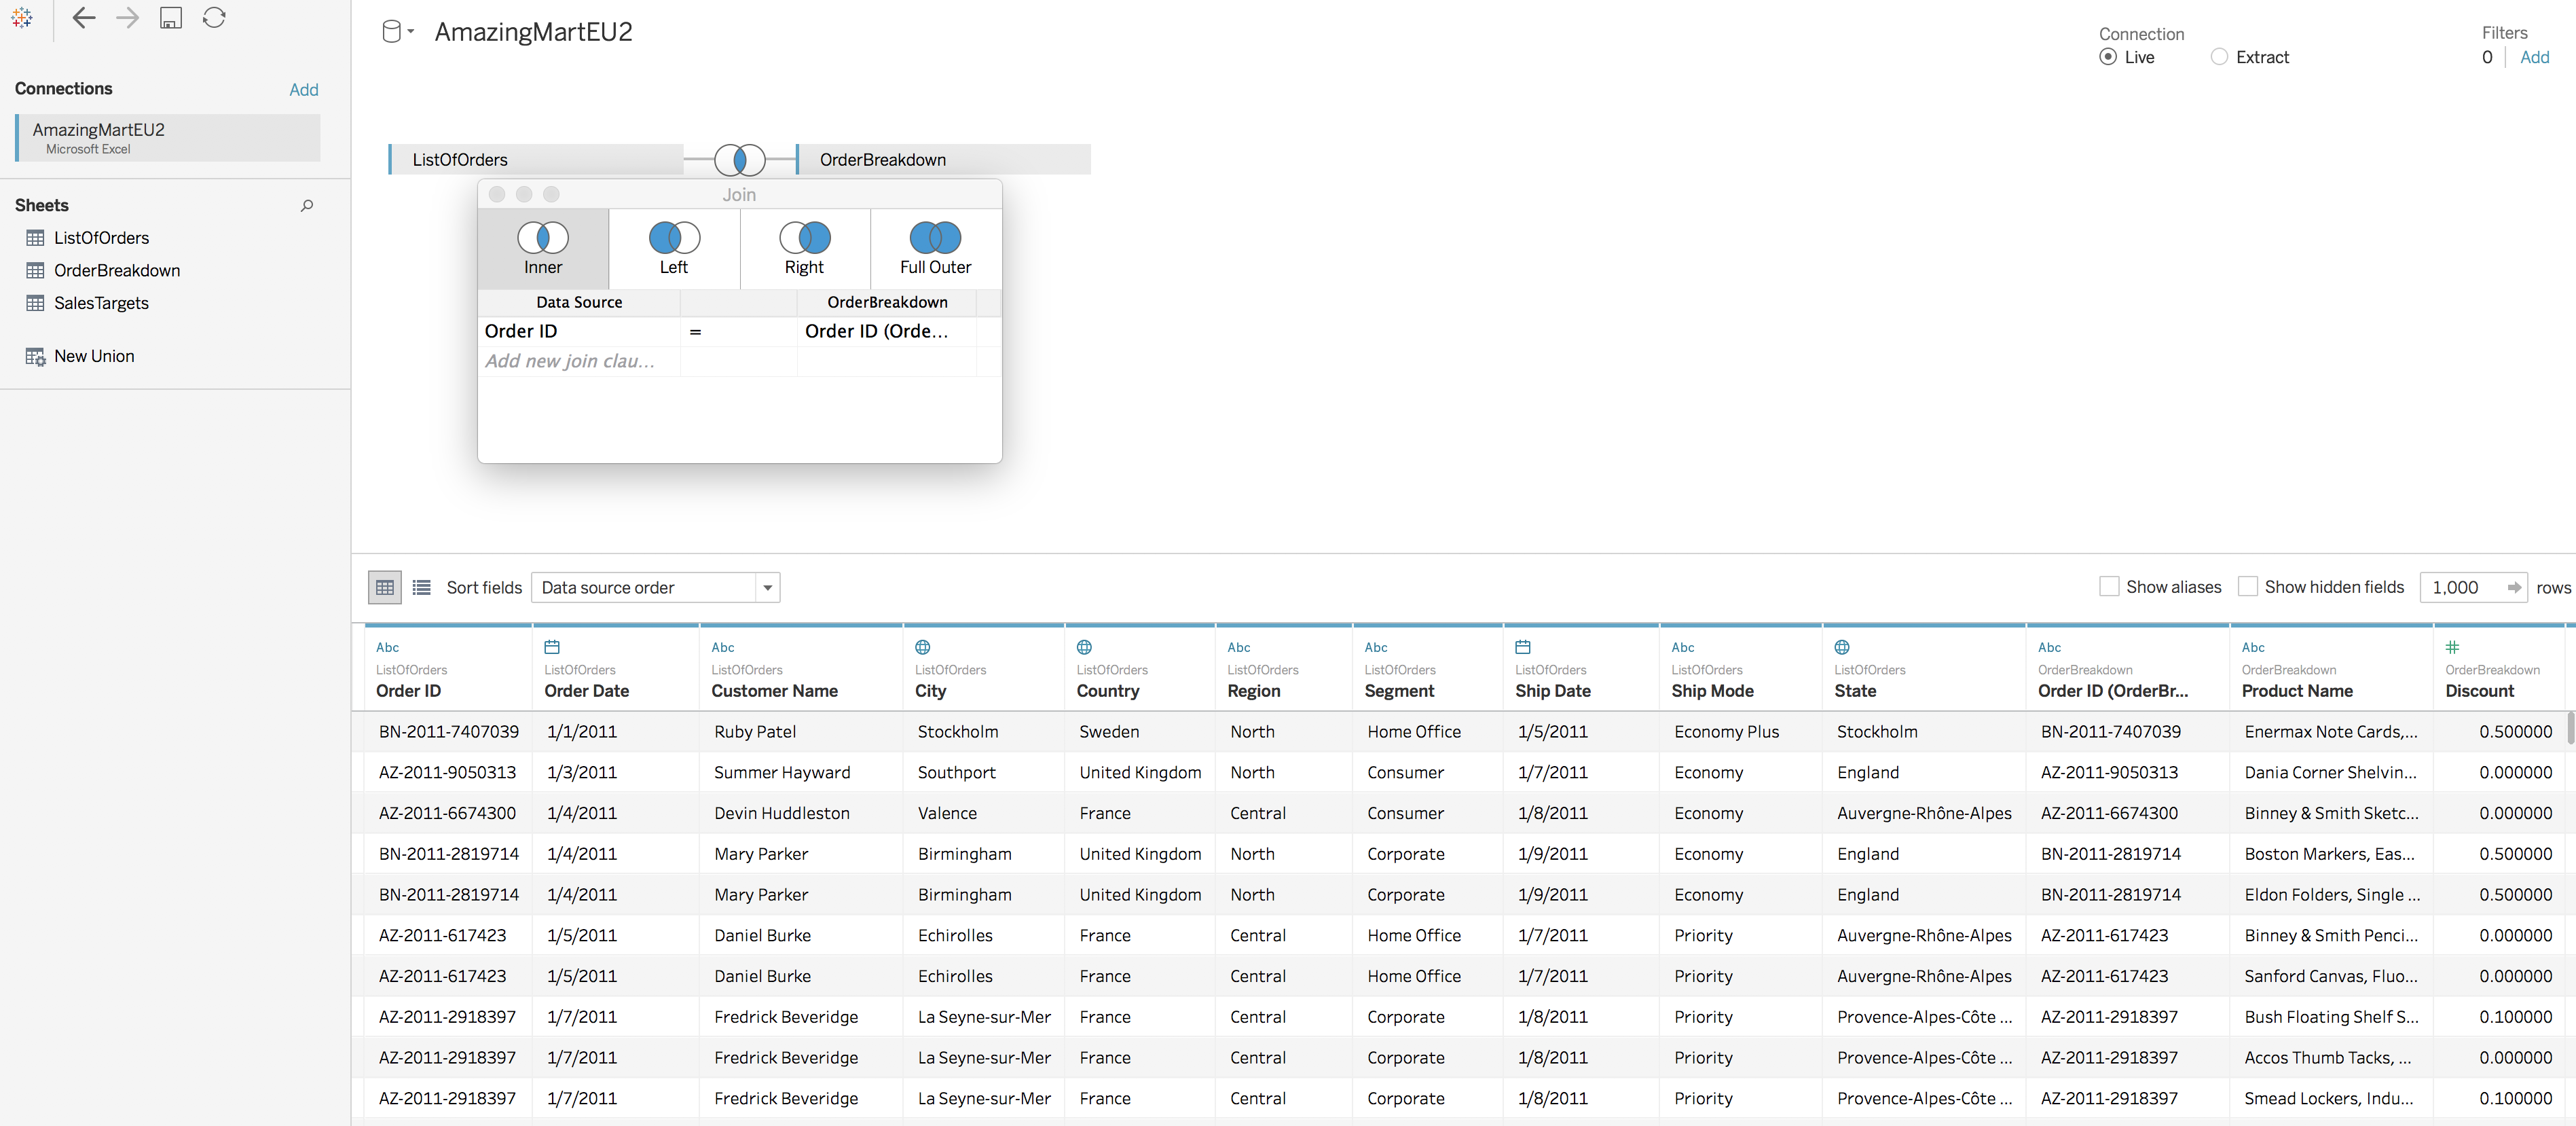 AmazingMartEU2
Connection
Live Extract
Filters
0 Add
Connections Add
AmazingMartEU2
Microsoft Excel
Sheets
ListOfOrders
OrderBreakdown
SalesTargets
New Union
ListOfOrders OrderBreakdown
Join
Inner Left Right Full Outer
Data Source OrderBreakdown
Order ID = Order ID (Orde...
Add new join clau...
Sort fields Data source order Show aliases Show hidden fields 1,000 rows
Abc Abc Abc Abc Abc Abc Abc
ListOfOrders ListOfOrders ListOfOrders ListOfOrders ListOfOrders ListOfOrders ListOfOrders ListOfOrders ListOfOrders ListOfOrders OrderBreakdown OrderBreakdown OrderBreakdown
Order ID Order Date Customer Name City Country Region Segment Ship Date Ship Mode State Order ID (OrderBr... Product Name Discount
BN-2011-7407039 1/1/2011 Ruby Patel Stockholm Sweden North Home Office 1/5/2011 Economy Plus Stockholm BN-2011-7407039 Enermax Note Cards,... 0.500000
AZ-2011-9050313 1/3/2011 Summer Hayward Southport United Kingdom North Consumer 1/7/2011 Economy England AZ-2011-9050313 Dania Corner Shelvin... 0.000000
AZ-2011-6674300 1/4/2011 Devin Huddleston Valence France Central Consumer 1/8/2011 Economy Auvergne-Rhône-Alpes AZ-2011-6674300 Binney & Smith Sketc... 0.000000
BN-2011-2819714 1/4/2011 Mary Parker Birmingham United Kingdom North Corporate 1/9/2011 Economy England BN-2011-2819714 Boston Markers, Eas... 0.500000
BN-2011-2819714 1/4/2011 Mary Parker Birmingham United Kingdom North Corporate 1/9/2011 Economy England BN-2011-2819714 Eldon Folders, Single ... 0.500000
AZ-2011-617423 1/5/2011 Daniel Burke Echirolles France Central Home Office 1/7/2011 Priority Auvergne-Rhône-Alpes AZ-2011-617423 Binney & Smith Penci... 0.000000
AZ-2011-617423 1/5/2011 Daniel Burke Echirolles France Central Home Office 1/7/2011 Priority Auvergne-Rhône-Alpes AZ-2011-617423 Sanford Canvas, Fluo... 0.000000
AZ-2011-2918397 1/7/2011 Fredrick Beveridge La Seyne-sur-Mer France Central Corporate 1/8/2011 Priority Provence-Alpes-Côte ... AZ-2011-2918397 Bush Floating Shelf S... 0.100000
AZ-2011-2918397 1/7/2011 Fredrick Beveridge La Seyne-sur-Mer France Central Corporate 1/8/2011 Priority Provence-Alpes-Côte ... AZ-2011-2918397 Accos Thumb Tacks, ... 0.000000
AZ-2011-2918397 1/7/2011 Fredrick Beveridge La Seyne-sur-Mer France Central Corporate 1/8/2011 Priority Provence-Alpes-Côte ... AZ-2011-2918397 Smead Lockers, Indu... 0.100000